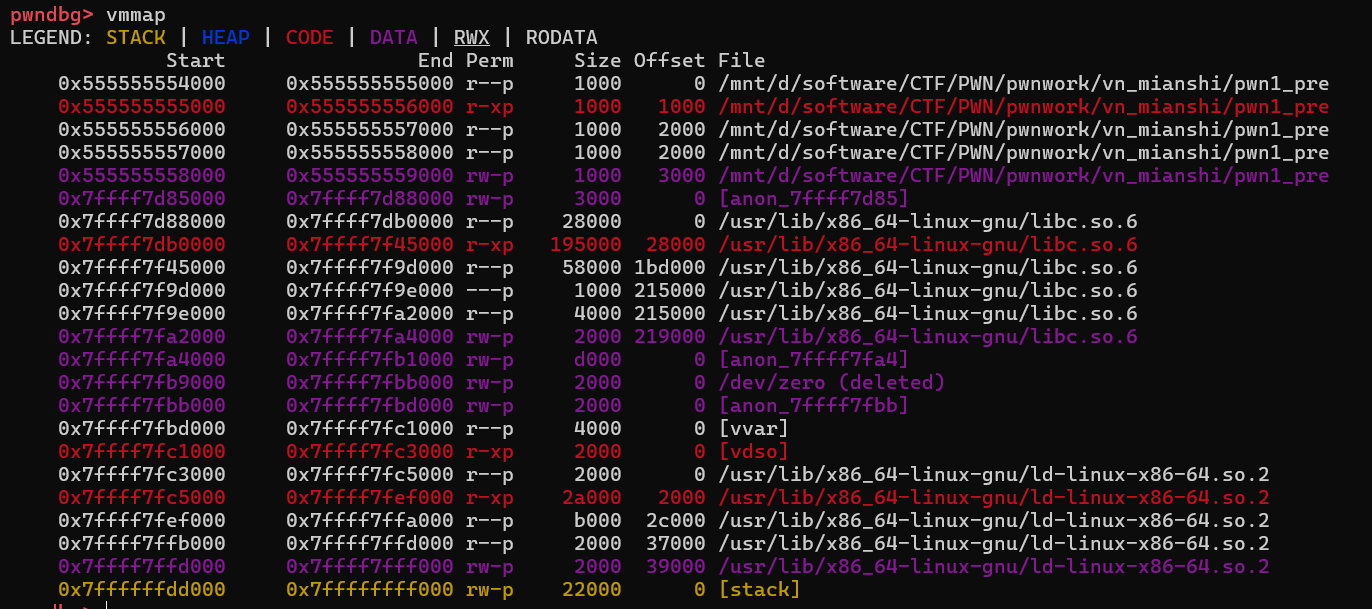 pwndbg> vmmap
LEGEND: STACK | HEAP | CODE | DATA | RWX | RODATA
Start End Perm Size Offset File
0x555555554000 0x555555555000 r--p 1000 0 /mnt/d/software/CTF/PWN/pwnwork/vn_mianshi/pwn1_pre
0x555555555000 0x555555556000 r-xp 1000 1000 /mnt/d/software/CTF/PWN/pwnwork/vn_mianshi/pwn1_pre
0x555555556000 0x555555557000 r--p 1000 2000 /mnt/d/software/CTF/PWN/pwnwork/vn_mianshi/pwn1_pre
0x555555557000 0x555555558000 r--p 1000 2000 /mnt/d/software/CTF/PWN/pwnwork/vn_mianshi/pwn1_pre
0x555555558000 0x555555559000 rw-p 1000 3000 /mnt/d/software/CTF/PWN/pwnwork/vn_mianshi/pwn1_pre
0x7ffff7d85000 0x7ffff7d88000 rw-p 3000 0 [anon_7ffff7d85]
0x7ffff7d88000 0x7ffff7db0000 r--p 28000 0 /usr/lib/x86_64-linux-gnu/libc.so.6
0x7ffff7db0000 0x7ffff7f45000 r-xp 195000 28000 /usr/lib/x86_64-linux-gnu/libc.so.6
0x7ffff7f45000 0x7ffff7f9d000 r--p 58000 1bd000 /usr/lib/x86_64-linux-gnu/libc.so.6
0x7ffff7f9d000 0x7ffff7f9e000 ---p 1000 215000 /usr/lib/x86_64-linux-gnu/libc.so.6
0x7ffff7f9e000 0x7ffff7fa2000 r--p 4000 215000 /usr/lib/x86_64-linux-gnu/libc.so.6
0x7ffff7fa2000 0x7ffff7fa4000 rw-p 2000 219000 /usr/lib/x86_64-linux-gnu/libc.so.6
0x7ffff7fa4000 0x7ffff7fb1000 rw-p d000 0 [anon_7ffff7fa4]
0x7ffff7fb9000 0x7ffff7fbb000 rw-p 2000 0 /dev/zero (deleted)
0x7ffff7fbb000 0x7ffff7fbd000 rw-p 2000 0 [anon_7ffff7fbb]
0x7ffff7fbd000 0x7ffff7fc1000 r--p 4000 0 [vvar]
0x7ffff7fc1000 0x7ffff7fc3000 r-xp 2000 0 [vdso]
0x7ffff7fc3000 0x7ffff7fc5000 r--p 2000 0 /usr/lib/x86_64-linux-gnu/ld-linux-x86-64.so.2
0x7ffff7fc5000 0x7ffff7fef000 r-xp 2a000 2000 /usr/lib/x86_64-linux-gnu/ld-linux-x86-64.so.2
0x7ffff7fef000 0x7ffff7ffa000 r--p b000 2c000 /usr/lib/x86_64-linux-gnu/ld-linux-x86-64.so.2
0x7ffff7ffb000 0x7ffff7ffd000 r--p 2000 37000 /usr/lib/x86_64-linux-gnu/ld-linux-x86-64.so.2
0x7ffff7ffd000 0x7ffff7fff000 rw-p 2000 39000 /usr/lib/x86_64-linux-gnu/ld-linux-x86-64.so.2
0x7ffffffdd000 0x7ffffffff000 rw-p 22000 0 [stack]